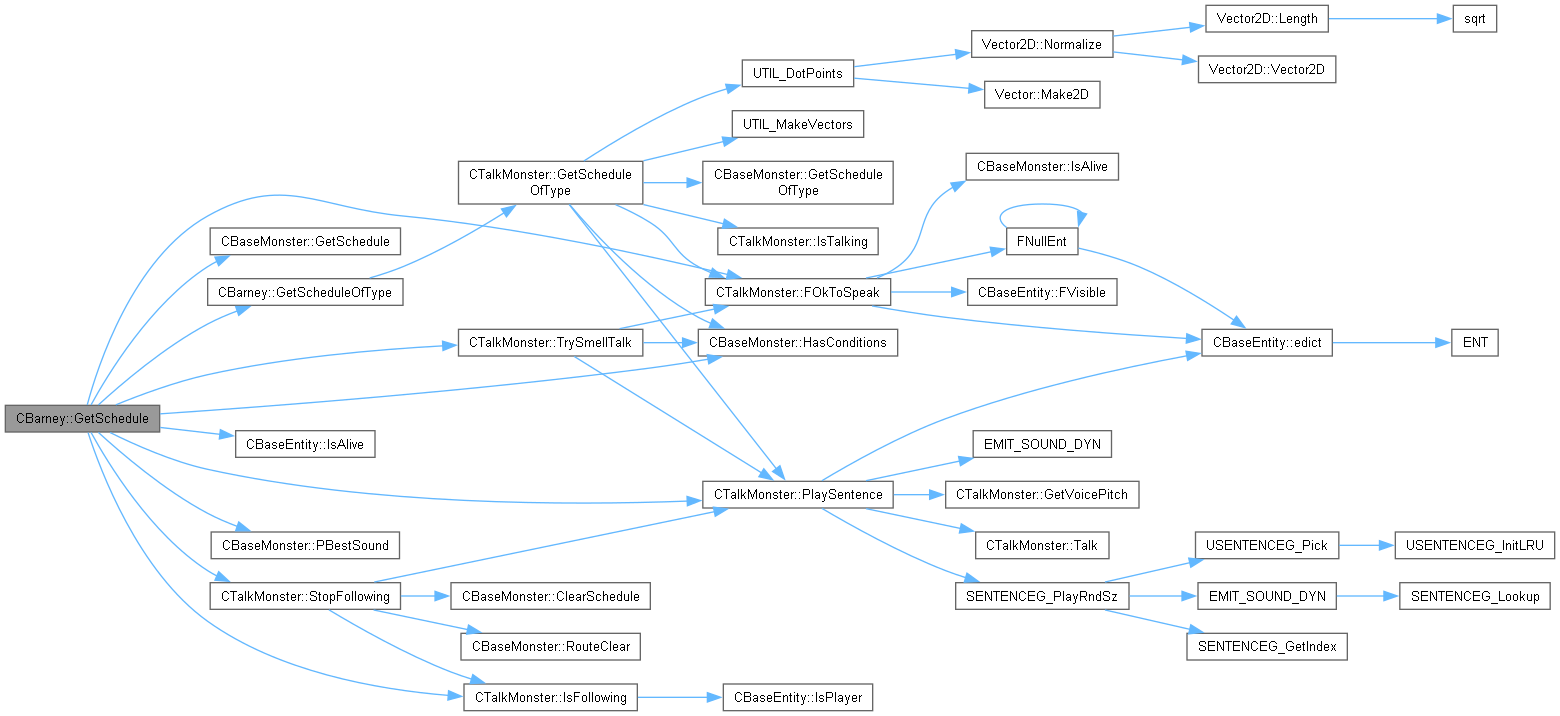 Vector2D::Length
sqrt
Vector2D::Normalize
UTIL_DotPoints
Vector2D::Vector2D
Vector::Make2D
UTIL_MakeVectors
CTalkMonster::GetSchedule
OfType
CBaseMonster::GetSchedule
OfType
CBaseMonster::IsAlive
CBaseMonster::GetSchedule
CTalkMonster::IsTalking
FNullEnt
CBarney::GetScheduleOfType
CTalkMonster::FOkToSpeak
CBaseEntity::FVisible
CTalkMonster::TrySmellTalk
CBaseMonster::HasConditions
CBaseEntity::edict
ENT
CBarney::GetSchedule
CBaseEntity::IsAlive
EMIT_SOUND_DYN
CTalkMonster::PlaySentence
CTalkMonster::GetVoicePitch
CBaseMonster::PBestSound
CTalkMonster::Talk
USENTENCEG_Pick
USENTENCEG_InitLRU
CTalkMonster::StopFollowing
CBaseMonster::ClearSchedule
SENTENCEG_PlayRndSz
EMIT_SOUND_DYN
SENTENCEG_Lookup
CBaseMonster::RouteClear
SENTENCEG_GetIndex
CTalkMonster::IsFollowing
CBaseEntity::IsPlayer